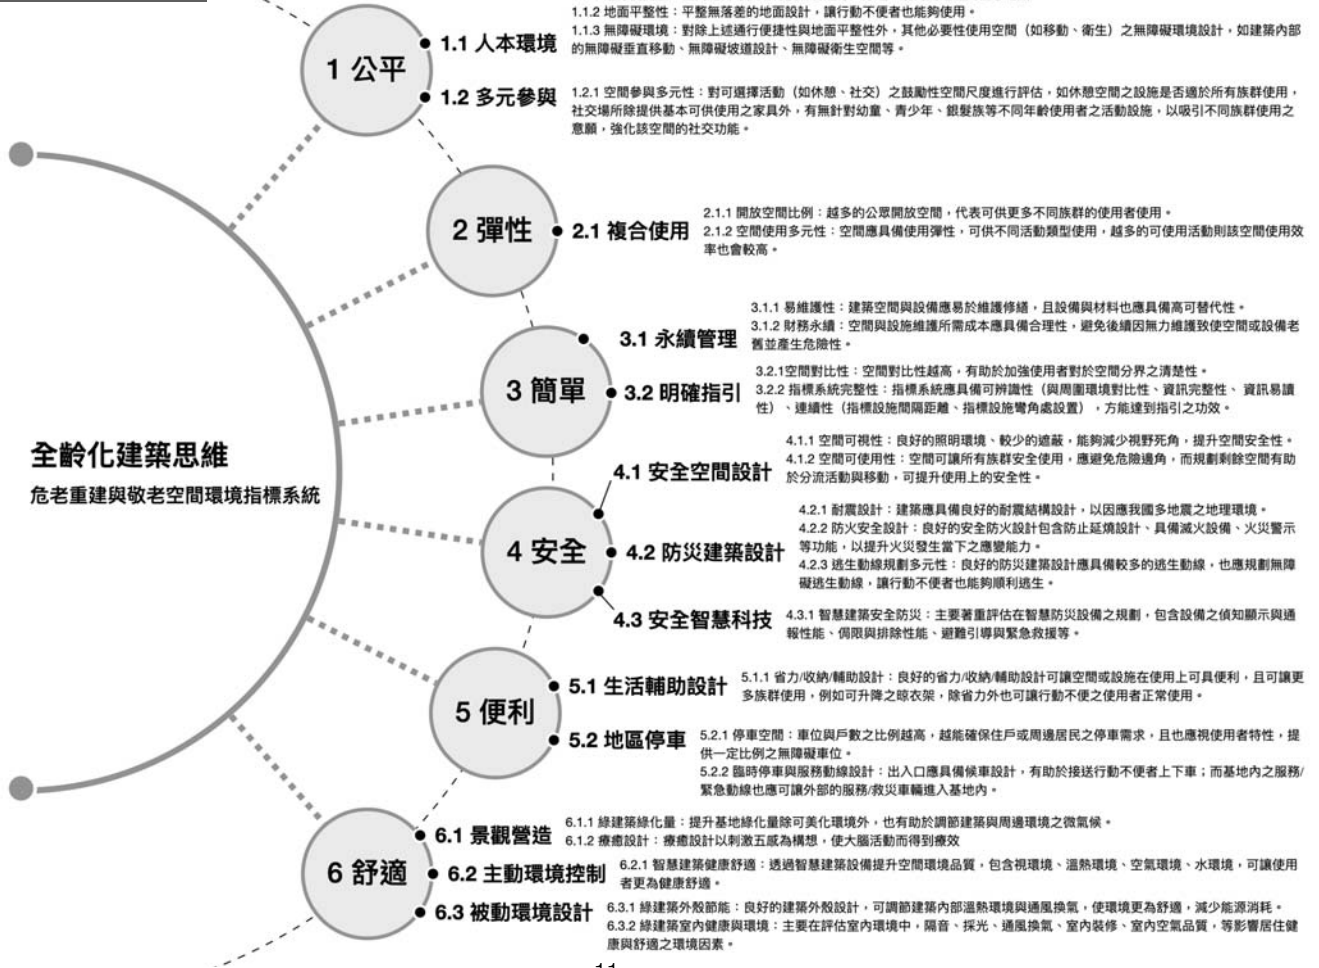 1.1.2 地面平整性：平整無落差的地面設計，讓行動不便者也能夠使用。
1.1.3 無障礙環境：對除上述通行便捷性與地面平整性外，其他必要性使用空間（如移動、衛生）之無障礙環境設計，如建築內部
的無障礙垂直移動、無障礙坡道設計、無障礙衛生空間等。
1 公平
1.1 人本環境
1.2 多元參與
1.2.1 空間參與多元性：對可選擇活動（如休憩、社交）之鼓勵性空間尺度進行評估，如休憩空間之設施是否適於所有族群使用，
社交場所除提供基本可供使用之家具外，有無針對幼童、青少年、銀髮族等不同年齡使用者之活動設施，以吸引不同族群使用之
意願，強化該空間的社交功能。
2 彈性
2.1 複合使用
2.1.1 開放空間比例：越多的公眾開放空間，代表可供更多不同族群的使用者使用。
2.1.2 空間使用多元性：空間應具備使用彈性，可供不同活動類型使用，越多的可使用活動則該空間使用效
率也會較高。
3 簡單
3.1 永續管理
3.1.1 易維護性：建築空間與設備應易於維護修繕，且設備與材料也應具備高可替代性。
3.1.2 財務永續：空間與設施維護所需成本應具備合理性，避免後續因無力維護致使空間或設備老
舊並產生危險性。
3.2 明確指引
3.2.1空間對比性：空間對比性越高，有助於加強使用者對於空間分界之清楚性。
3.2.2 指標系統完整性：指標系統應具備可辨識性（與周圍環境對比性、資訊完整性、 資訊易讀
性）、連續性（指標設施間隔距離、指標設施彎角處設置），方能達到指引之功效。
全齡化建築思維
危老重建與敬老空間環境指標系統
4 安全
4.1 安全空間設計
4.1.1 空間可視性：良好的照明環境、較少的遮蔽，能夠減少視野死角，提升空間安全性。
4.1.2 空間可使用性：空間可讓所有族群安全使用，應避免危險邊角，而規劃剩餘空間有助
於分流活動與移動，可提升使用上的安全性。
4.2 防災建築設計
4.2.1 耐震設計：建築應具備良好的耐震結構設計，以因應我國多地震之地理環境。
4.2.2 防火安全設計：良好的安全防火設計包含防止延燒設計、具備滅火設備、火災警示
等功能，以提升火災發生當下之應變能力。
4.2.3 逃生動線規劃多元性：良好的防災建築設計應具備較多的逃生動線，也應規劃無障
礙逃生動線，讓行動不便者也能夠順利逃生。
4.3 安全智慧科技
4.3.1 智慧建築安全防災：主要著重評估在智慧防災設備之規劃，包含設備之偵知顯示與通
報性能、侷限與排除性能、避難引導與緊急救援等。
5 便利
5.1 生活輔助設計
5.1.1 省力/收納/輔助設計：良好的省力/收納/輔助設計可讓空間或設施在使用上可具便利，且可讓更
多族群使用，例如可升降之晾衣架，除省力外也可讓行動不便之使用者正常使用。
5.2 地區停車
5.2.1 停車空間：車位與戶數之比例越高，越能確保住戶或周邊居民之停車需求，且也應視使用者特性，提
供一定比例之無障礙車位。
5.2.2 臨時停車與服務動線設計：出入口應具備候車設計，有助於接送行動不便者上下車；而基地內之服務/
緊急動線也應可讓外部的服務/救災車輛進入基地內。
6 舒適
6.1 景觀營造
6.1.1 綠建築綠化量：提升基地綠化量除可美化環境外，也有助於調節建築與周邊環境之微氣候。
6.1.2 療癒設計：療癒設計以刺激五感為構想，使大腦活動而得到療效
6.2 主動環境控制
6.2.1 智慧建築健康舒適：透過智慧建築設備提升空間環境品質，包含視環境、溫熱環境、空氣環境、水環境，可讓使用
者更為健康舒適。
6.3 被動環境設計
6.3.1 綠建築外殼節能：良好的建築外殼設計，可調節建築內部溫熱環境與通風換氣，使環境更為舒適，減少能源消耗。
6.3.2 綠建築室內健康與環境：主要在評估室內環境中，隔音、採光、通風換氣、室內裝修、室內空氣品質，等影響居住健
康與舒適之環境因素。